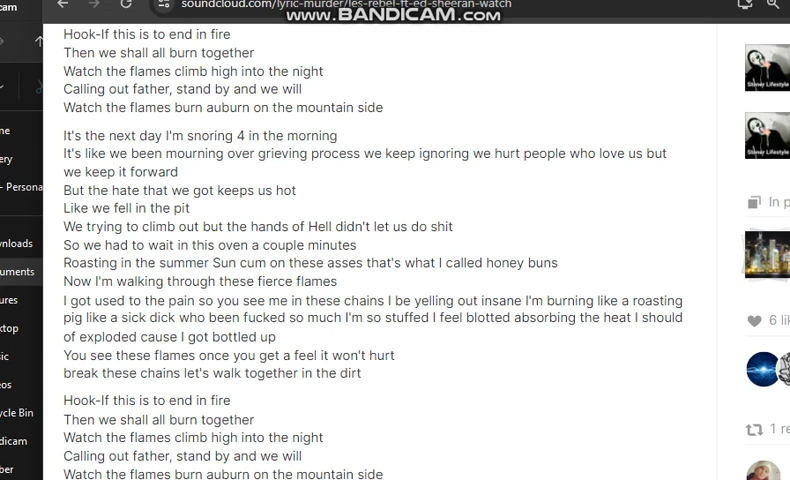 csam
soundcloud.com/lyric-murder/les-rebel-ft-ed-sheeran-watch
www.BANDICAM.com
Hook-If this is to end in fire
Then we shall all burn together
Watch the flames climb high into the night
Calling out father, stand by and we will
Watch the flames burn auburn on the mountain side
It's the next day I'm snoring 4 in the morning
It's like we been mourning over grieving process we keep ignoring we hurt people who love us but
we keep it forward
But the hate that we got keeps us hot
Like we fell in the pit
We trying to climb out but the hands of Hell didn't let us do shit
So we had to wait in this oven a couple minutes
Roasting in the summer Sun cum on these asses that's what I called honey buns
Now I'm walking through these fierce flames
I got used to the pain so you see me in these chains I be yelling out insane I'm burning like a roasting
pig like a sick dick who been fucked so much I'm so stuffed I feel blotted absorbing the heat I should
of exploded cause I got bottled up
You see these flames once you get a feel it won't hurt
break these chains let's walk together in the dirt
Hook-If this is to end in fire
Then we shall all burn together
Watch the flames climb high into the night
Calling out father, stand by and we will
Watch the flames burn auburn on the mountain side
me
ery
- Persona
wnloads
uments
ures
ktop
sic
eos
ycle Bin
dicam
ber
Stoner Lifestyle
Stoner Lifestyle
In p
6 lik
1 re